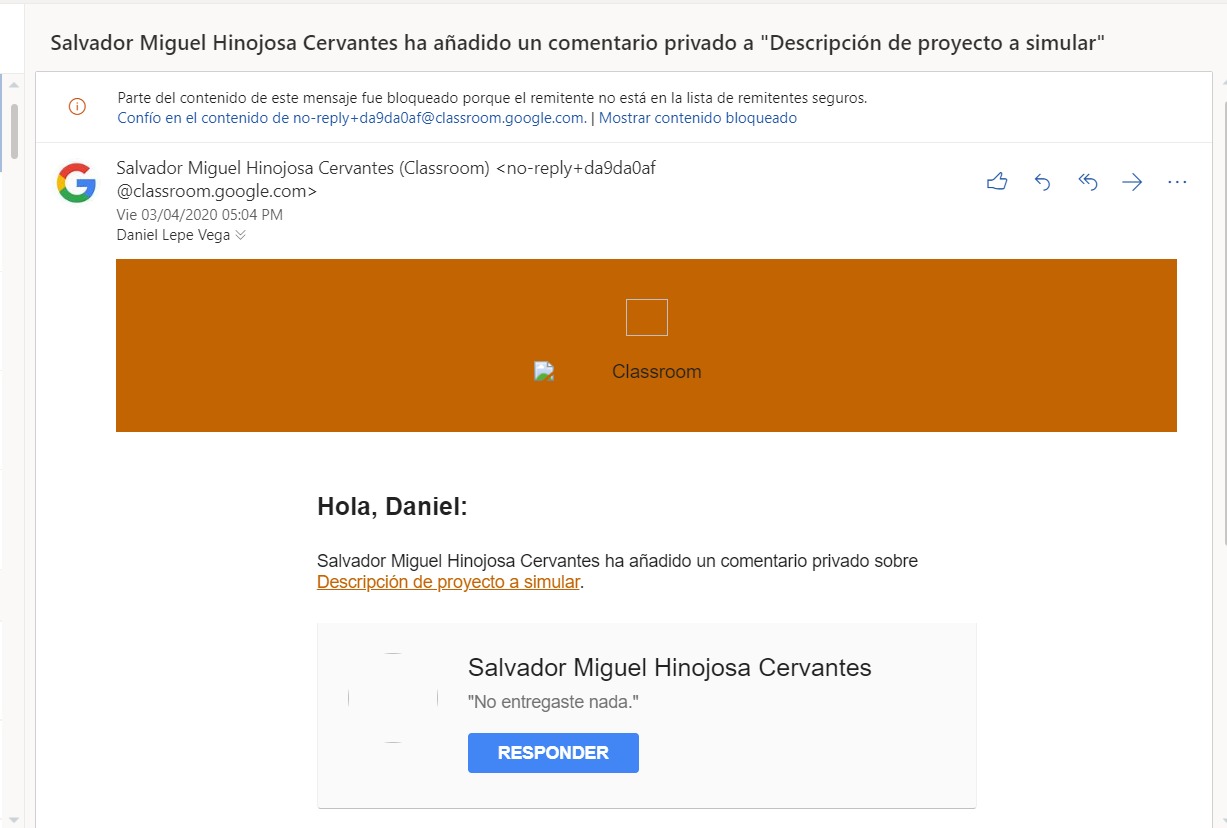 Salvador Miguel Hinojosa Cervantes ha añadido un comentario privado a "Descripción de proyecto a simular"
Parte del contenido de este mensaje fue bloqueado porque el remitente no está en la lista de remitentes seguros.
Confío en el contenido de no-reply+da9da0af@classroom.google.com. | Mostrar contenido bloqueado
Salvador Miguel Hinojosa Cervantes (Classroom) <no-reply+da9da0af
@classroom.google.com>
Vie 03/04/2020 05:04 PM
Daniel Lepe Vega
Classroom
Hola, Daniel:
Salvador Miguel Hinojosa Cervantes ha añadido un comentario privado sobre
Descripción de proyecto a simular.
Salvador Miguel Hinojosa Cervantes
"No entregaste nada."
RESPONDER